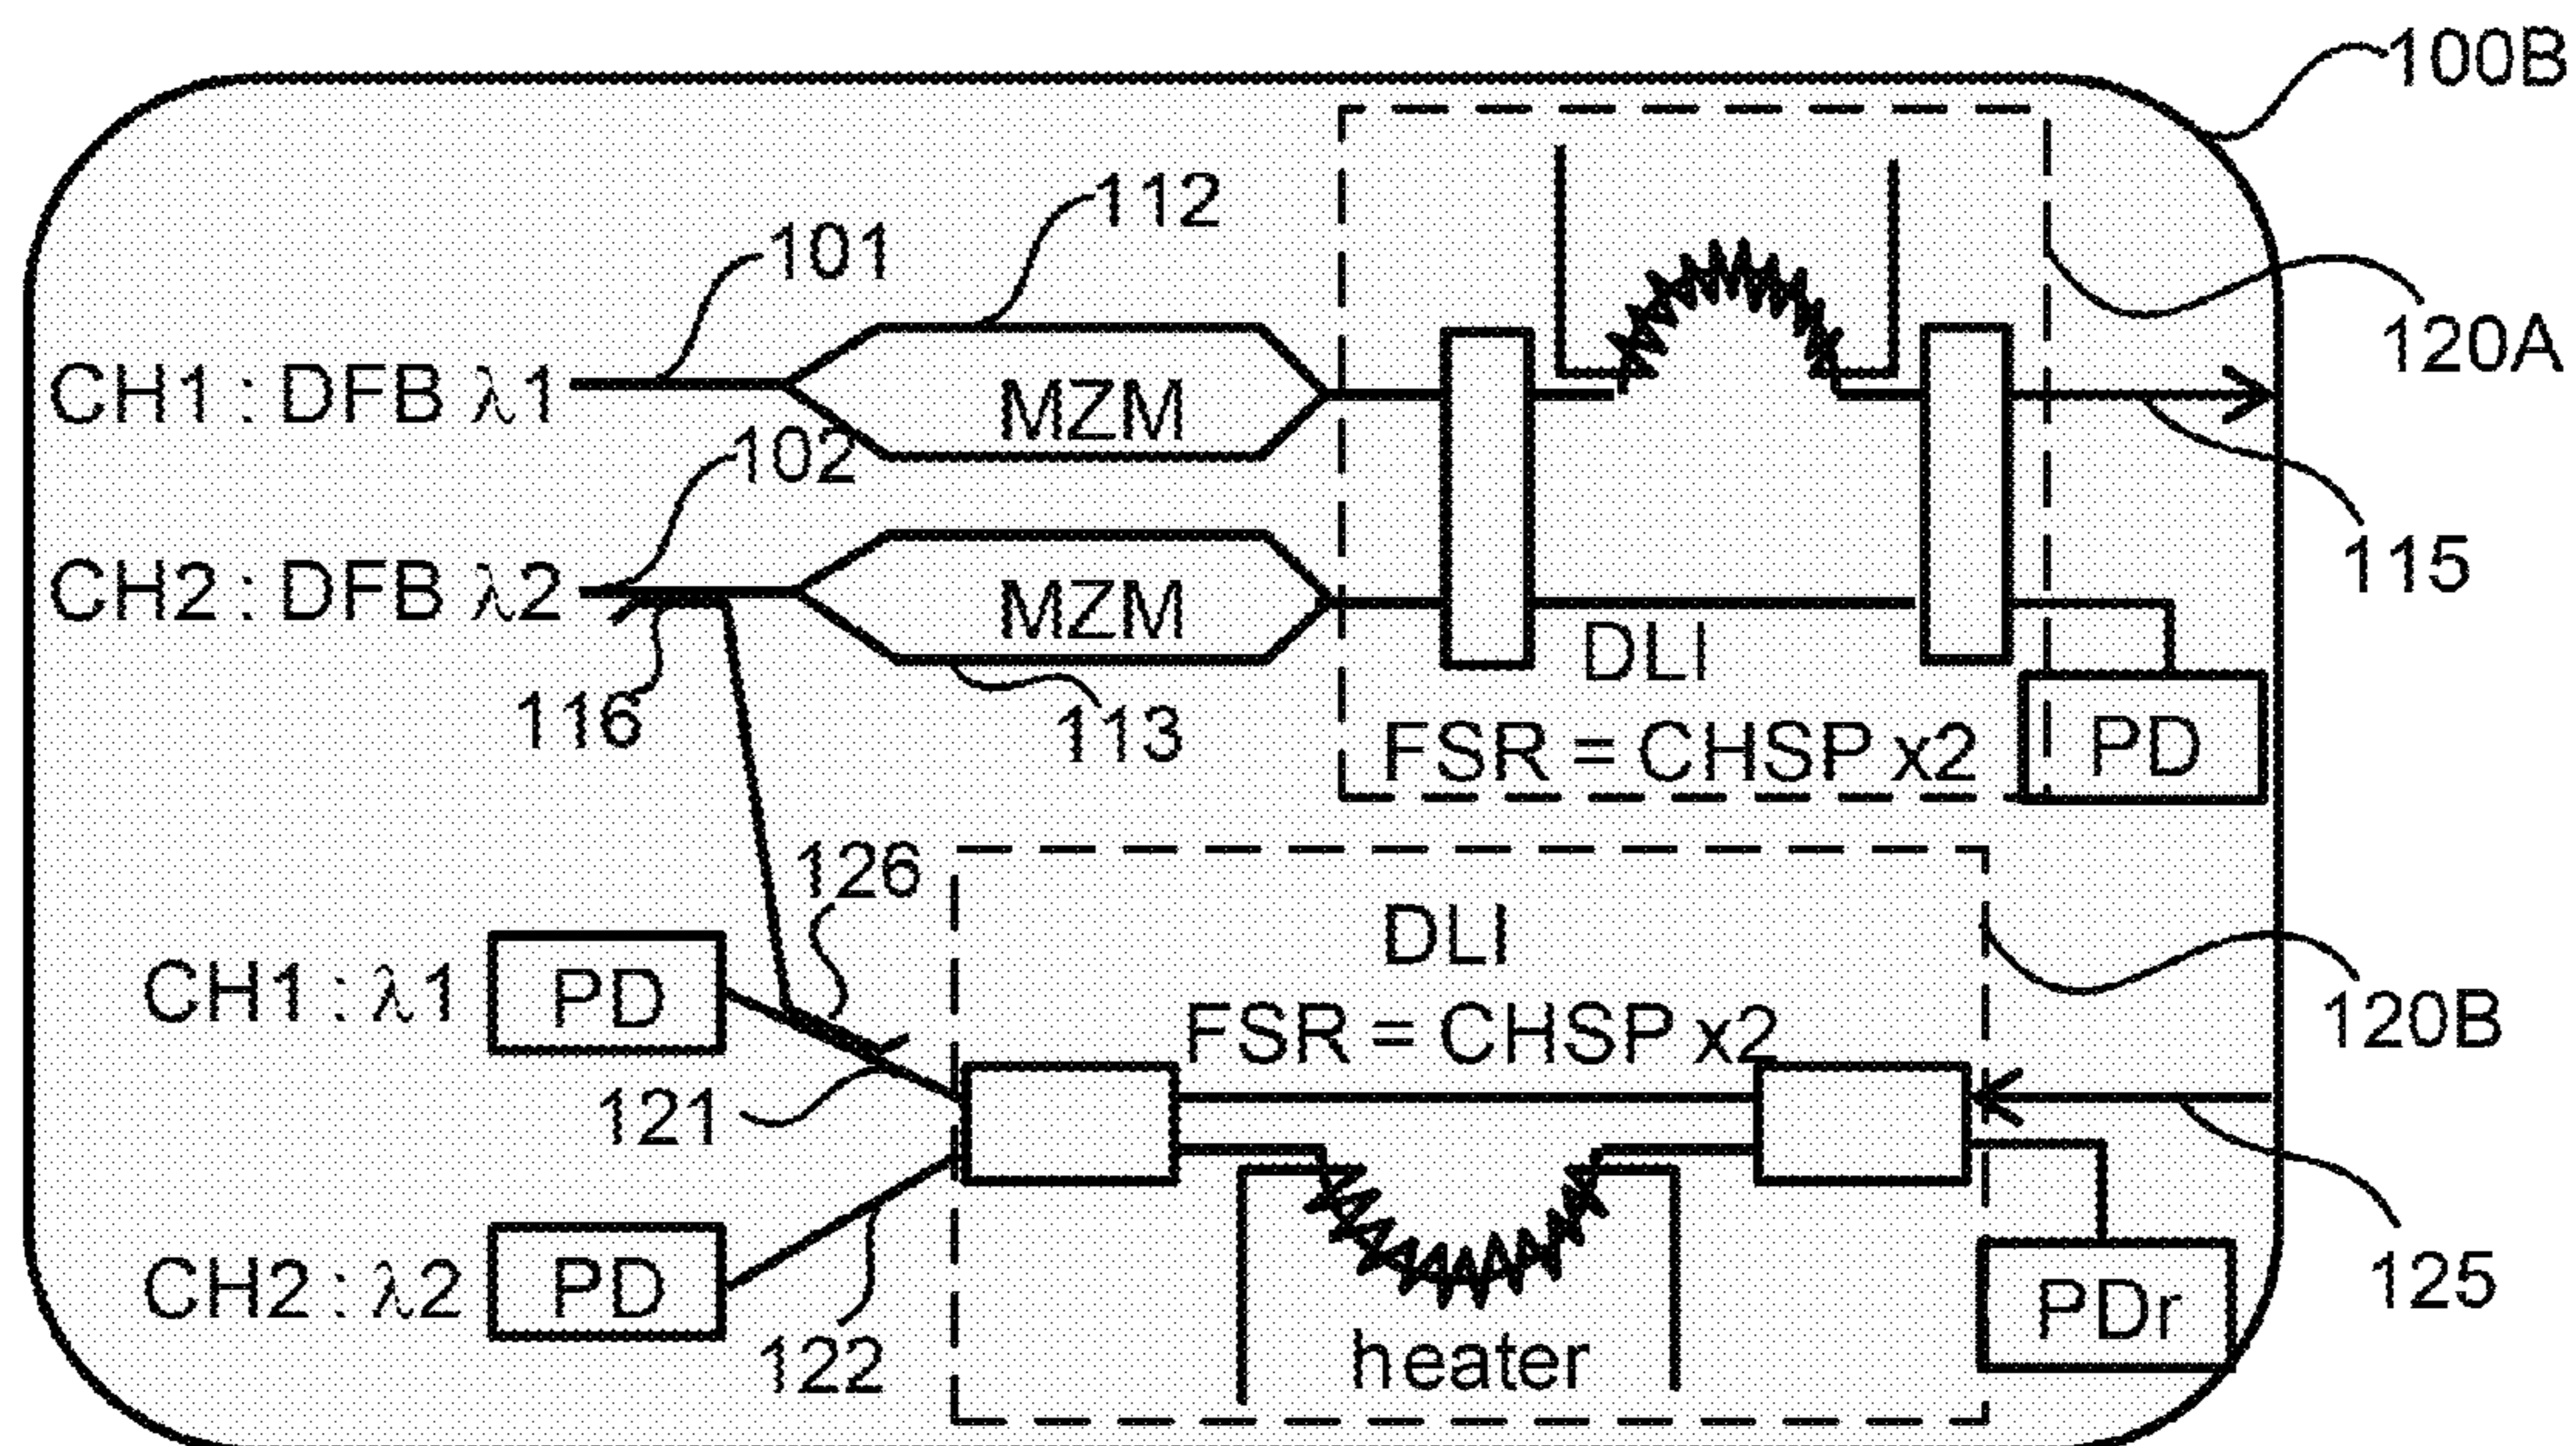 100B
112
101
120A
CH1 : DFB λ1
MZM
102
115
CH2 : DFB λ2
MZM
DLI
116
113
FSR = CHSP x2
PD
126
DLI
CH1 : λ1
PD
FSR = CHSP x2
120B
121
CH2 : λ2
PD
122
heater
PDr
125